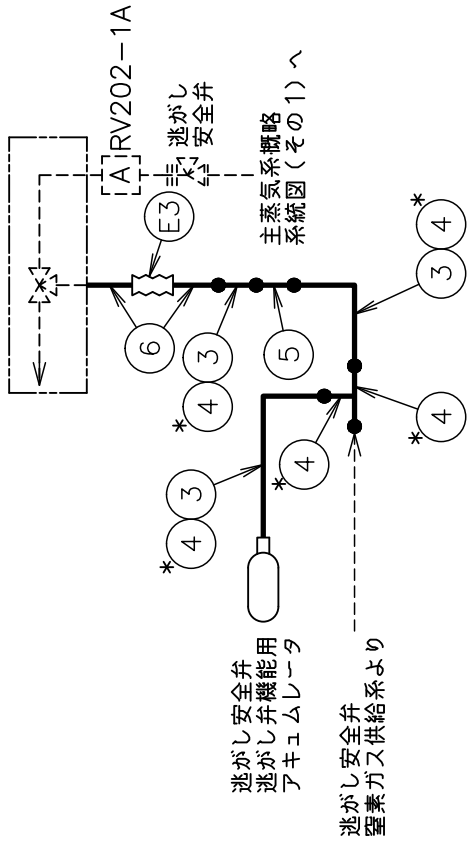 A RV202-1A
逃がし
安全弁
E3
主蒸気系概略
系統図(その1)へ
6
3
4
*
5
3
4
*
4
*
4
*
3
4
*
逃がし安全弁
逃がし弁機能用
アキュムレータ
逃がし安全弁
窒素ガス供給系より